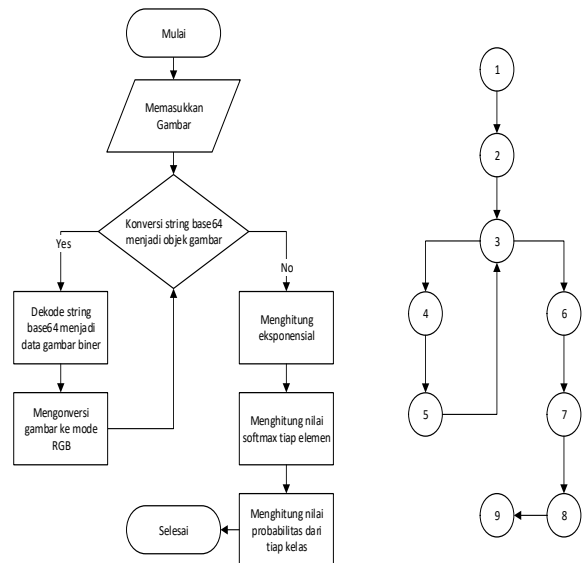 Mulai
Memasukkan
Gambar
Konversi string base64
menjadi objek gambar
Yes
No
Dekode string
base64 menjadi
data gambar biner
Mengonversi
gambar ke mode
RGB
Menghitung
eksponensial
Menghitung nilai
softmax tiap elemen
Menghitung nilai
probabilitas dari
tiap kelas
Selesai
1
2
3
4
6
5
7
9
8